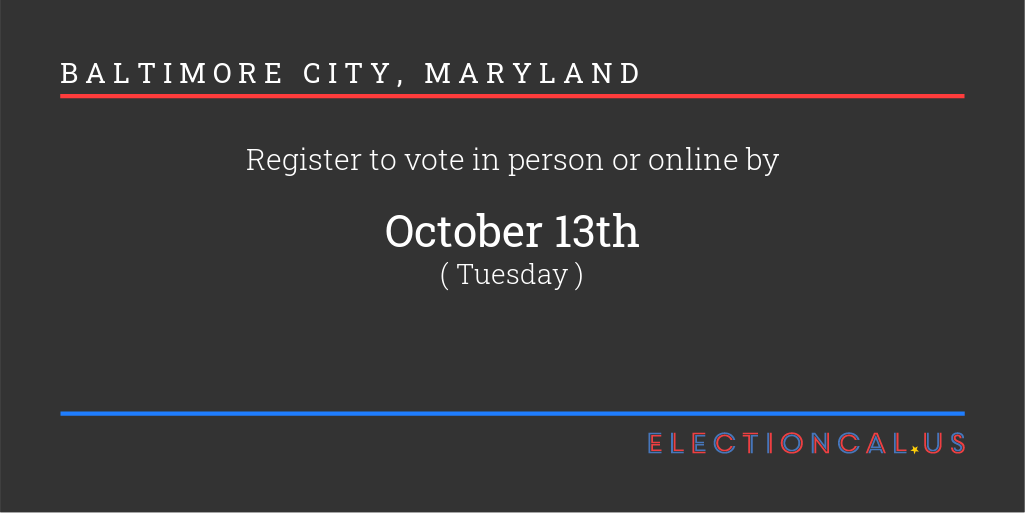 BALTIMORE CITY, MARYLAND
Register to vote in person or online by
October 13th
( Tuesday )
ELECTIONCAL.US